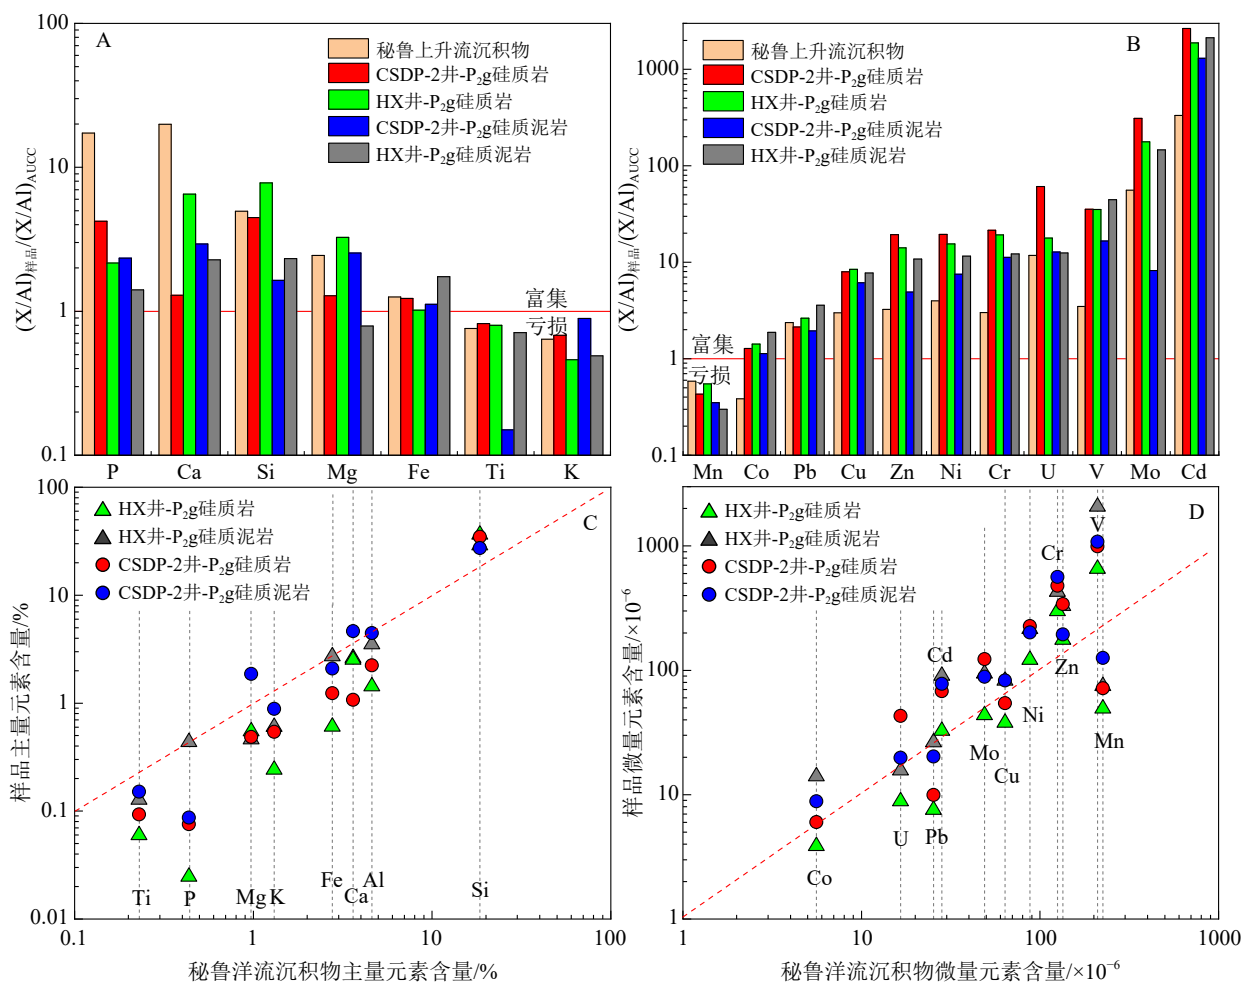 A
100
10
1
0.1
(X/Al)样品/(X/Al)AUCC
秘鲁上升流沉积物
CSDP-2井-P₂g硅质岩
HX井-P₂g硅质岩
CSDP-2井-P₂g硅质泥岩
HX井-P₂g硅质泥岩
富集
亏损
P Ca Si Mg Fe Ti K
B
1000
100
10
1
0.1
(X/Al)样品/(X/Al)AUCC
秘鲁上升流沉积物
CSDP-2井-P₂g硅质岩
HX井-P₂g硅质岩
CSDP-2井-P₂g硅质泥岩
HX井-P₂g硅质泥岩
富集
亏损
Mn Co Pb Cu Zn Ni Cr U V Mo Cd
C
100
10
1
0.1
0.01
样品主量元素含量/%
HX井-P₂g硅质岩
HX井-P₂g硅质泥岩
CSDP-2井-P₂g硅质岩
CSDP-2井-P₂g硅质泥岩
Ti P Mg K Fe Ca Al Si
0.1 1 10 100
秘鲁洋流沉积物主量元素含量/%
D
1000
100
10
1
样品微量元素含量/×10⁻⁶
HX井-P₂g硅质岩
HX井-P₂g硅质泥岩
CSDP-2井-P₂g硅质岩
CSDP-2井-P₂g硅质泥岩
V
Cr
Cd
Zn
Ni
Mn
Mo
Cu
U
Pb
Co
1 10 100 1000
秘鲁洋流沉积物微量元素含量/×10⁻⁶